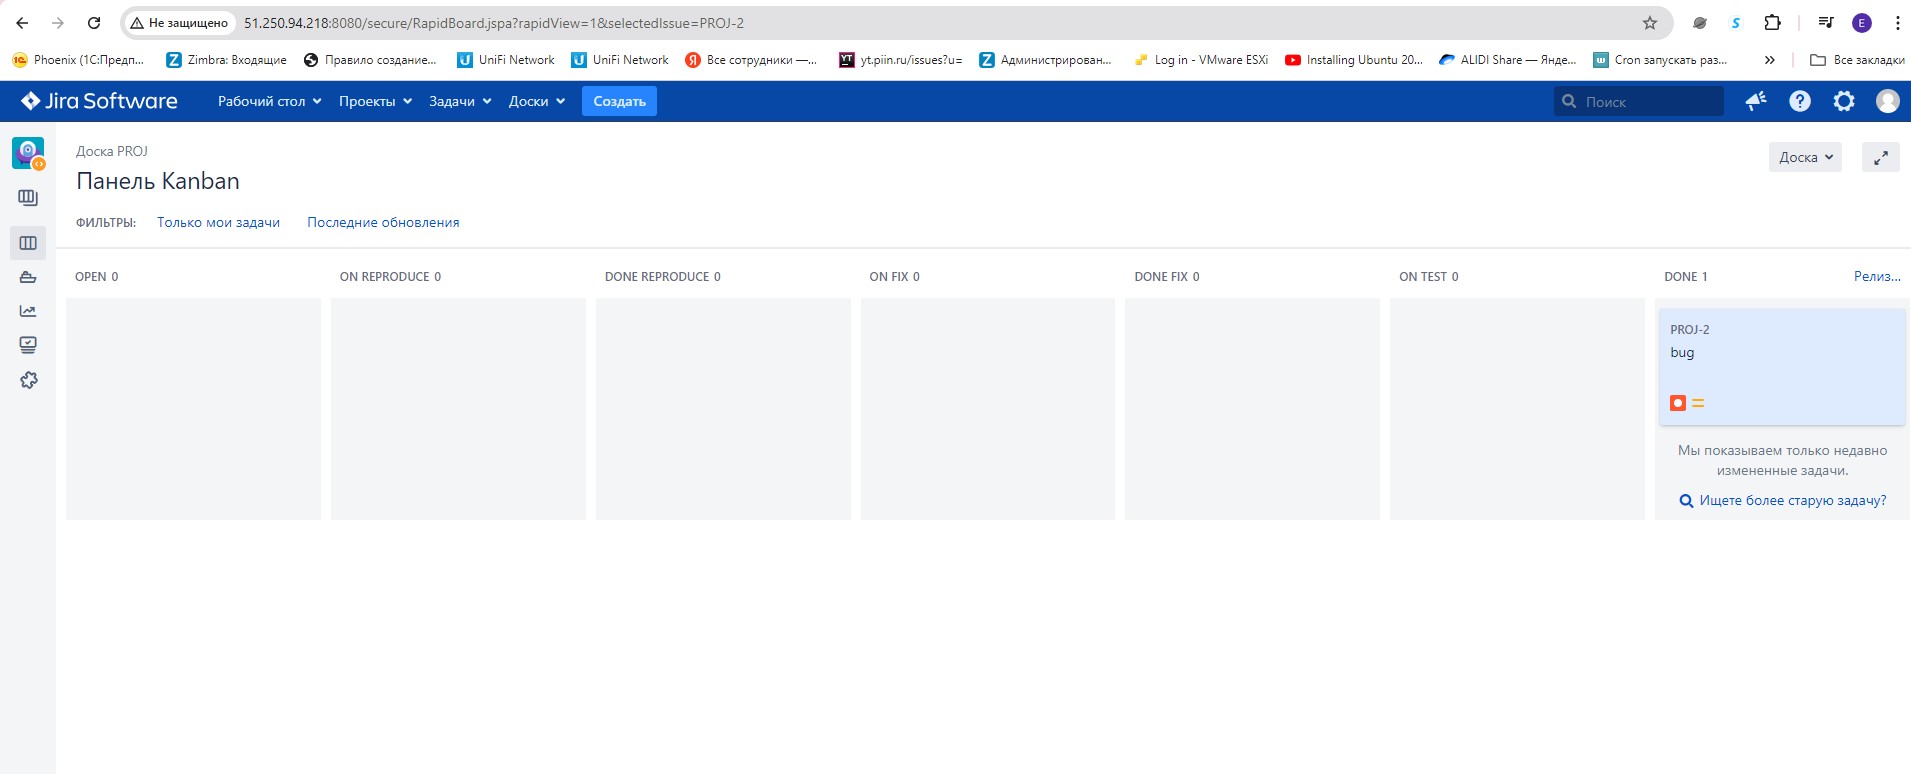 Не защищено 51.250.94.218:8080/secure/RapidBoard.jspa?rapidView=1&selectedIssue=PROJ-2 S E
1С Phoenix (1С:Предп... Z Zimbra: Входящие Правило создание... U UniFi Network U UniFi Network Я Все сотрудники —... YT yt.piin.ru/issues?u= Z Администрирован... Log in - VMware ESXi Installing Ubuntu 20... ALIDI Share — Янде... w Cron запускать раз... » Все закладки
Jira Software Рабочий стол Проекты Задачи Доски Создать Поиск
Доска PROJ
Доска
Панель Kanban
ФИЛЬТРЫ: Только мои задачи Последние обновления
OPEN 0 ON REPRODUCE 0 DONE REPRODUCE 0 ON FIX 0 DONE FIX 0 ON TEST 0 DONE 1 Релиз...
PROJ-2
bug
Мы показываем только недавно
измененные задачи.
Ищете более старую задачу?